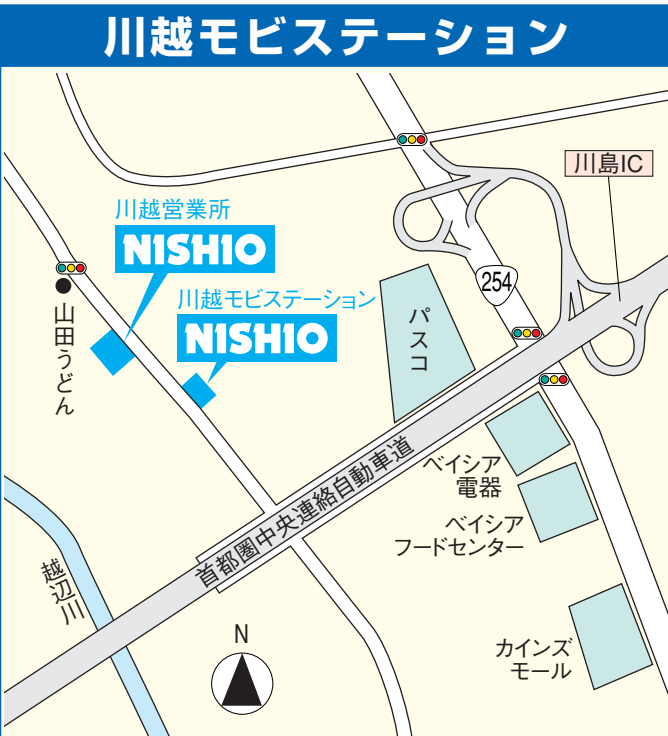 川越モビステーション
川島IC
川越営業所
NISHIO
川越モビステーション
NISHIO
254
山田うどん
パスコ
ベイシア
電器
ベイシア
フードセンター
首都圏中央連絡自動車道
越辺川
カインズ
モール
N